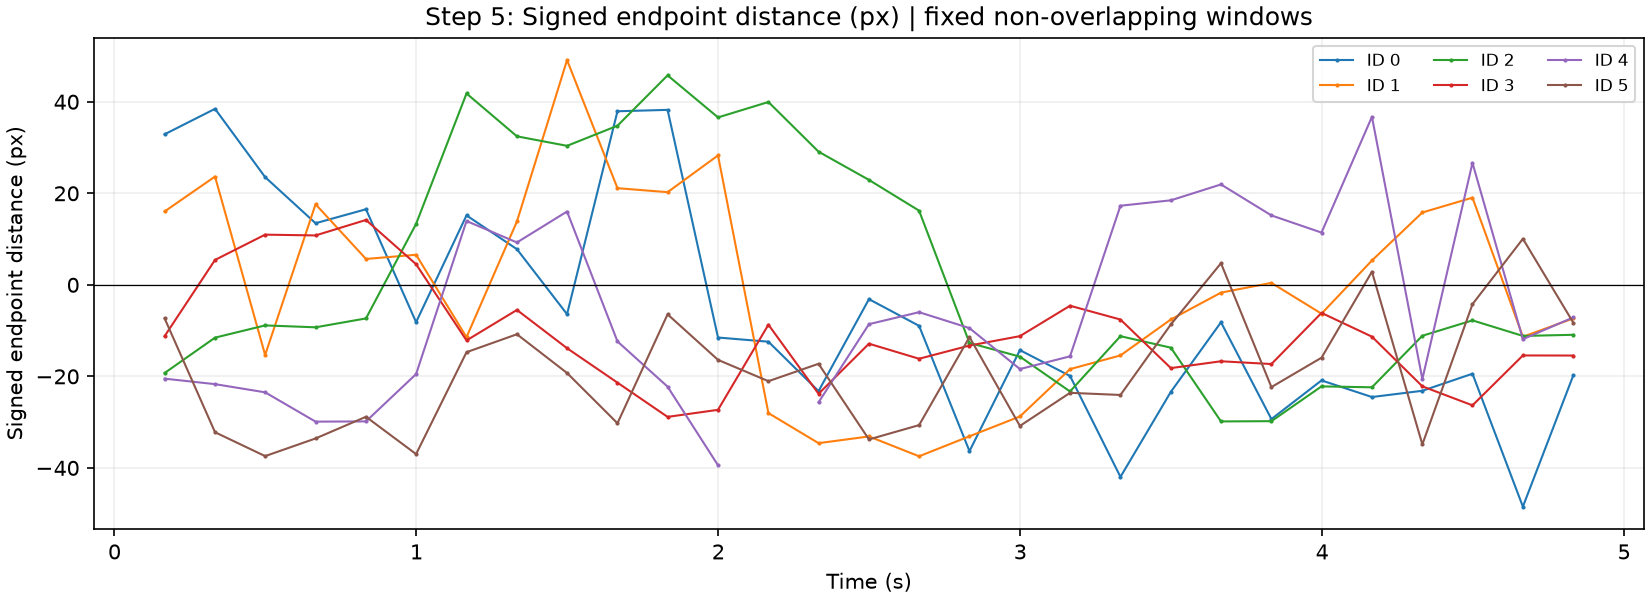 Step 5: Signed endpoint distance (px) | fixed non-overlapping windows
Signed endpoint distance (px)
40
20
0
−20
−40
ID 0
ID 1
ID 2
ID 3
ID 4
ID 5
0
1
2
3
4
5
Time (s)